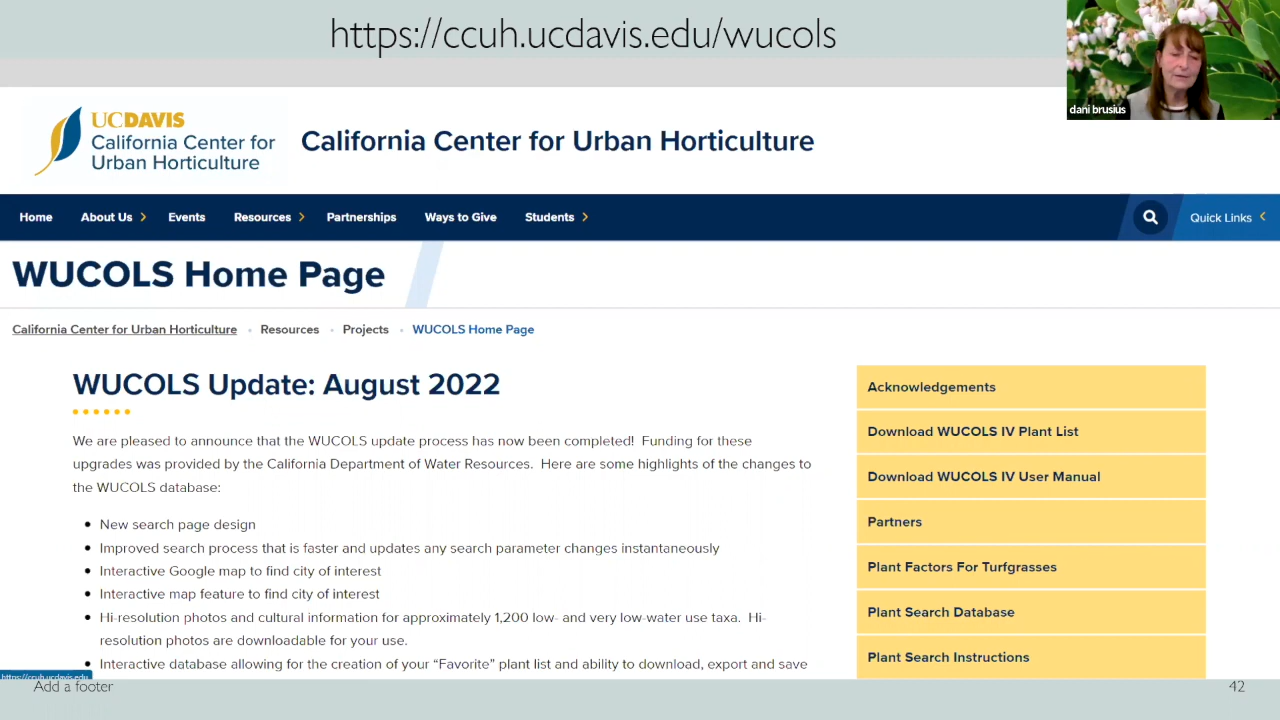 https://ccuh.ucdavis.edu/wucols
dani brusius
UCDAVIS
California Center for
Urban Horticulture
California Center for Urban Horticulture
Home
About Us
Events
Resources
Partnerships
Ways to Give
Students
Quick Links
WUCOLS Home Page
California Center for Urban Horticulture
Resources
Projects
WUCOLS Home Page
WUCOLS Update: August 2022
We are pleased to announce that the WUCOLS update process has now been completed! Funding for these
upgrades was provided by the California Department of Water Resources. Here are some highlights of the changes to
the WUCOLS database:
New search page design
Improved search process that is faster and updates any search parameter changes instantaneously
Interactive Google map to find city of interest
Interactive map feature to find city of interest
Hi-resolution photos and cultural information for approximately 1,200 low- and very low-water use taxa. Hi-
resolution photos are downloadable for your use.
Interactive database allowing for the creation of your “Favorite” plant list and ability to download, export and save
Acknowledgements
Download WUCOLS IV Plant List
Download WUCOLS IV User Manual
Partners
Plant Factors For Turfgrasses
Plant Search Database
Plant Search Instructions
https://ccuh.ucdavis.edu
Add a footer
42